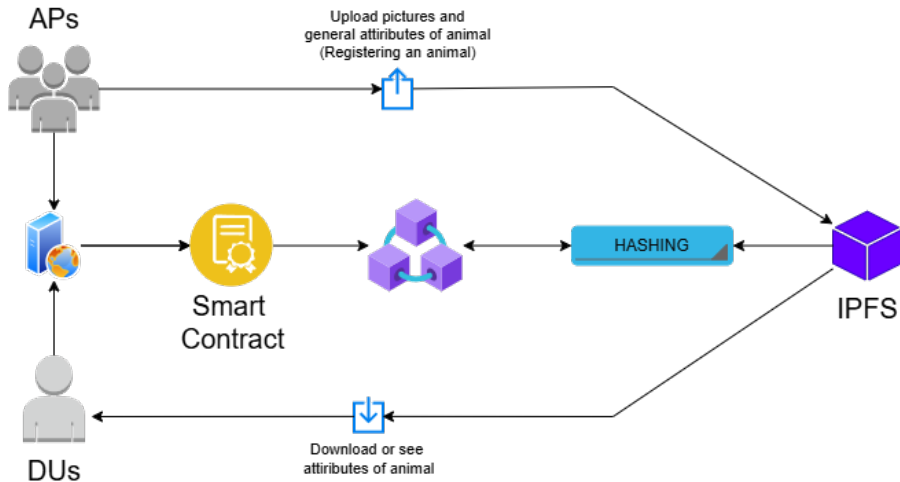 APs
Upload pictures and
general attiributes of animal
(Registering an animal)
HASHING
Smart
Contract
IPFS
Download or see
attiributes of animal
DUs